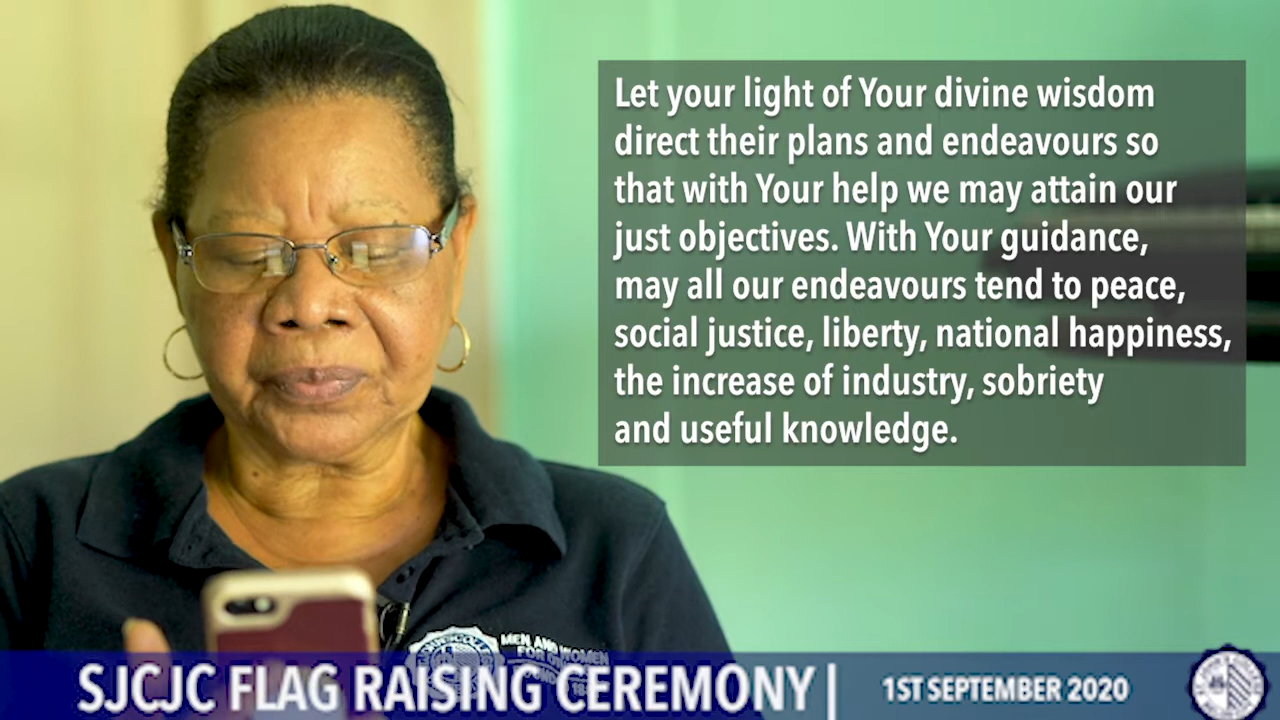 Let your light of Your divine wisdom
direct their plans and endeavours so
that with Your help we may attain our
just objectives. With Your guidance,
may all our endeavours tend to peace,
social justice, liberty, national happiness,
the increase of industry, sobriety
and useful knowledge.
MEN AND WOMEN
FOR
SJCJC FLAG RAISING CEREMONY|
1ST SEPTEMBER 2020